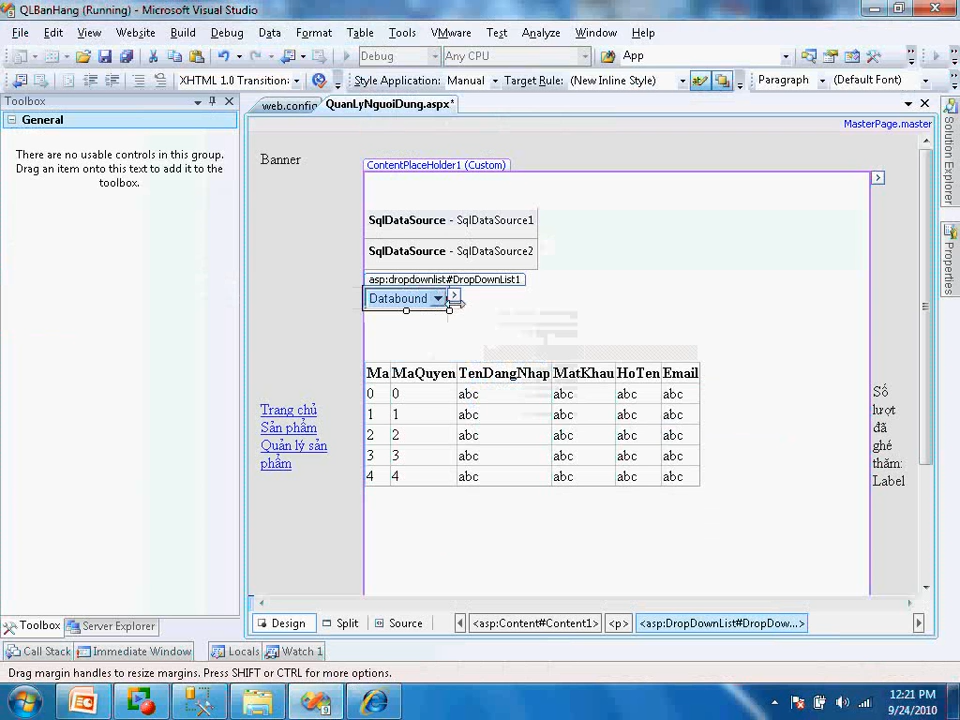 QLBanHang (Running) - Microsoft Visual Studio
File Edit View Website Build Debug Data Format Table Tools VMware Test Analyze Window Help
Debug Any CPU App
XHTML 1.0 Transition Style Application: Manual Target Rule: (New Inline Style) Paragraph (Default Font)
Toolbox
web.config QuanLyNguoiDung.aspx*
General
MasterPage.master
There are no usable controls in this group.
Drag an item onto this text to add it to the
toolbox.
Banner
ContentPlaceHolder1 (Custom)
SqlDataSource - SqlDataSource1
SqlDataSource - SqlDataSource2
asp:dropdownlist#DropDownList1
Databound
Ma MaQuyen TenDangNhap MatKhau HoTen Email
0 0 abc abc abc abc
1 1 abc abc abc abc
2 2 abc abc abc abc
3 3 abc abc abc abc
4 4 abc abc abc abc
Trang chủ
Sản phẩm
Quản lý sản
phẩm
Số
lượt
đã
ghé
thăm:
Label
Solution Explorer
Properties
Design Split Source <asp:Content#Content1> <p> <asp:DropDownList#DropDow...>
Toolbox Server Explorer
Call Stack Immediate Window Locals Watch 1
Drag margin handles to resize margins. Press SHIFT or CTRL for more options.
12:21 PM
9/24/2010